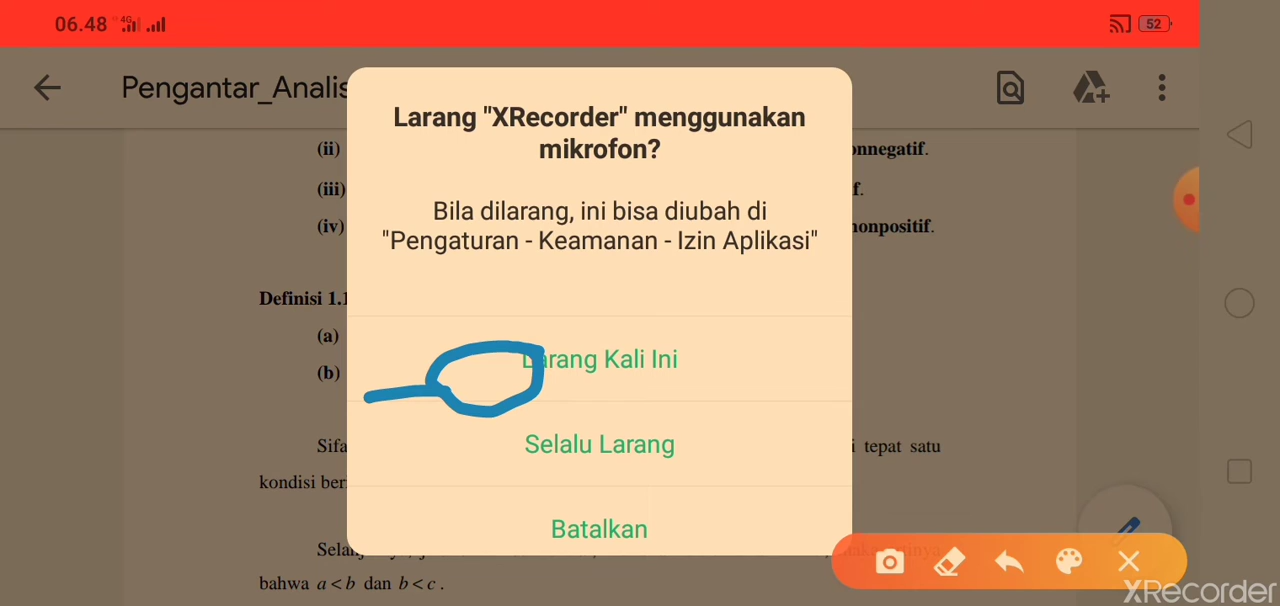 06.48 4G 52
Pengantar_Analis
Larang "XRecorder" menggunakan
mikrofon?
Bila dilarang, ini bisa diubah di
"Pengaturan - Keamanan - Izin Aplikasi"
Larang Kali Ini
Selalu Larang
Batalkan
(ii) onnegatif.
(iii) f.
(iv) nonpositif.
Definisi 1.1
(a)
(b)
Sifa i tepat satu
kondisi ber
Selan
bahwa a < b dan b < c .
XRecorder